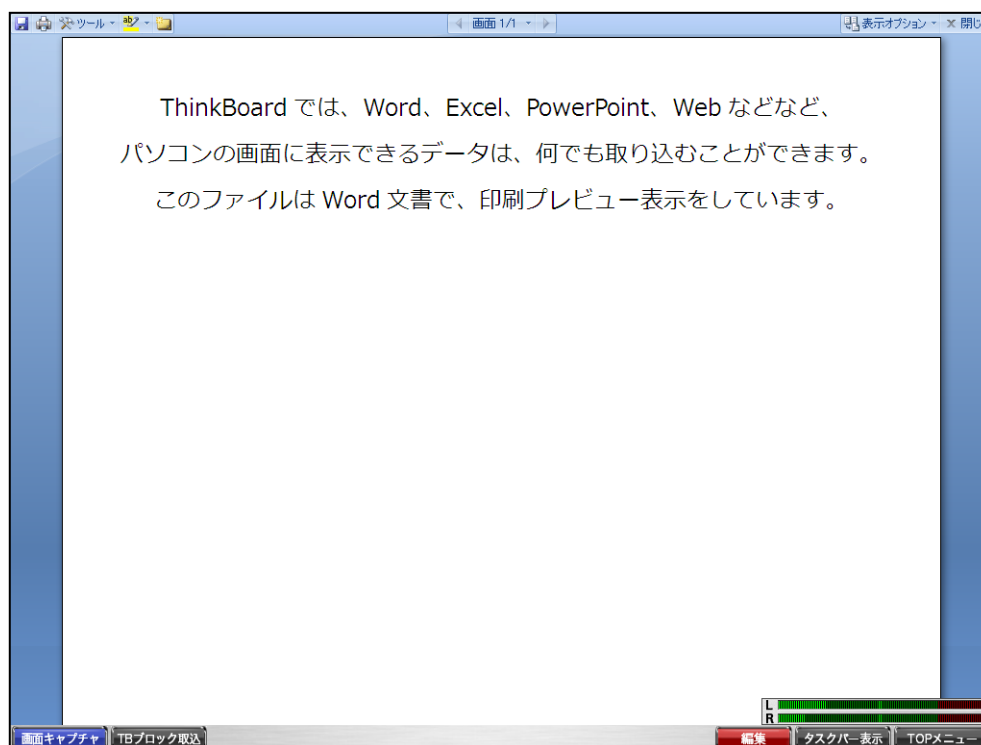 ツール
画面 1/1
表示オプション
閉じ
ThinkBoard では、Word、Excel、PowerPoint、Web などなど、
パソコンの画面に表示できるデータは、何でも取り込むことができます。
このファイルは Word 文書で、印刷プレビュー表示をしています。
L
R
画面キャプチャ
TBブロック取込
編集
タスクバー表示
TOPメニュー